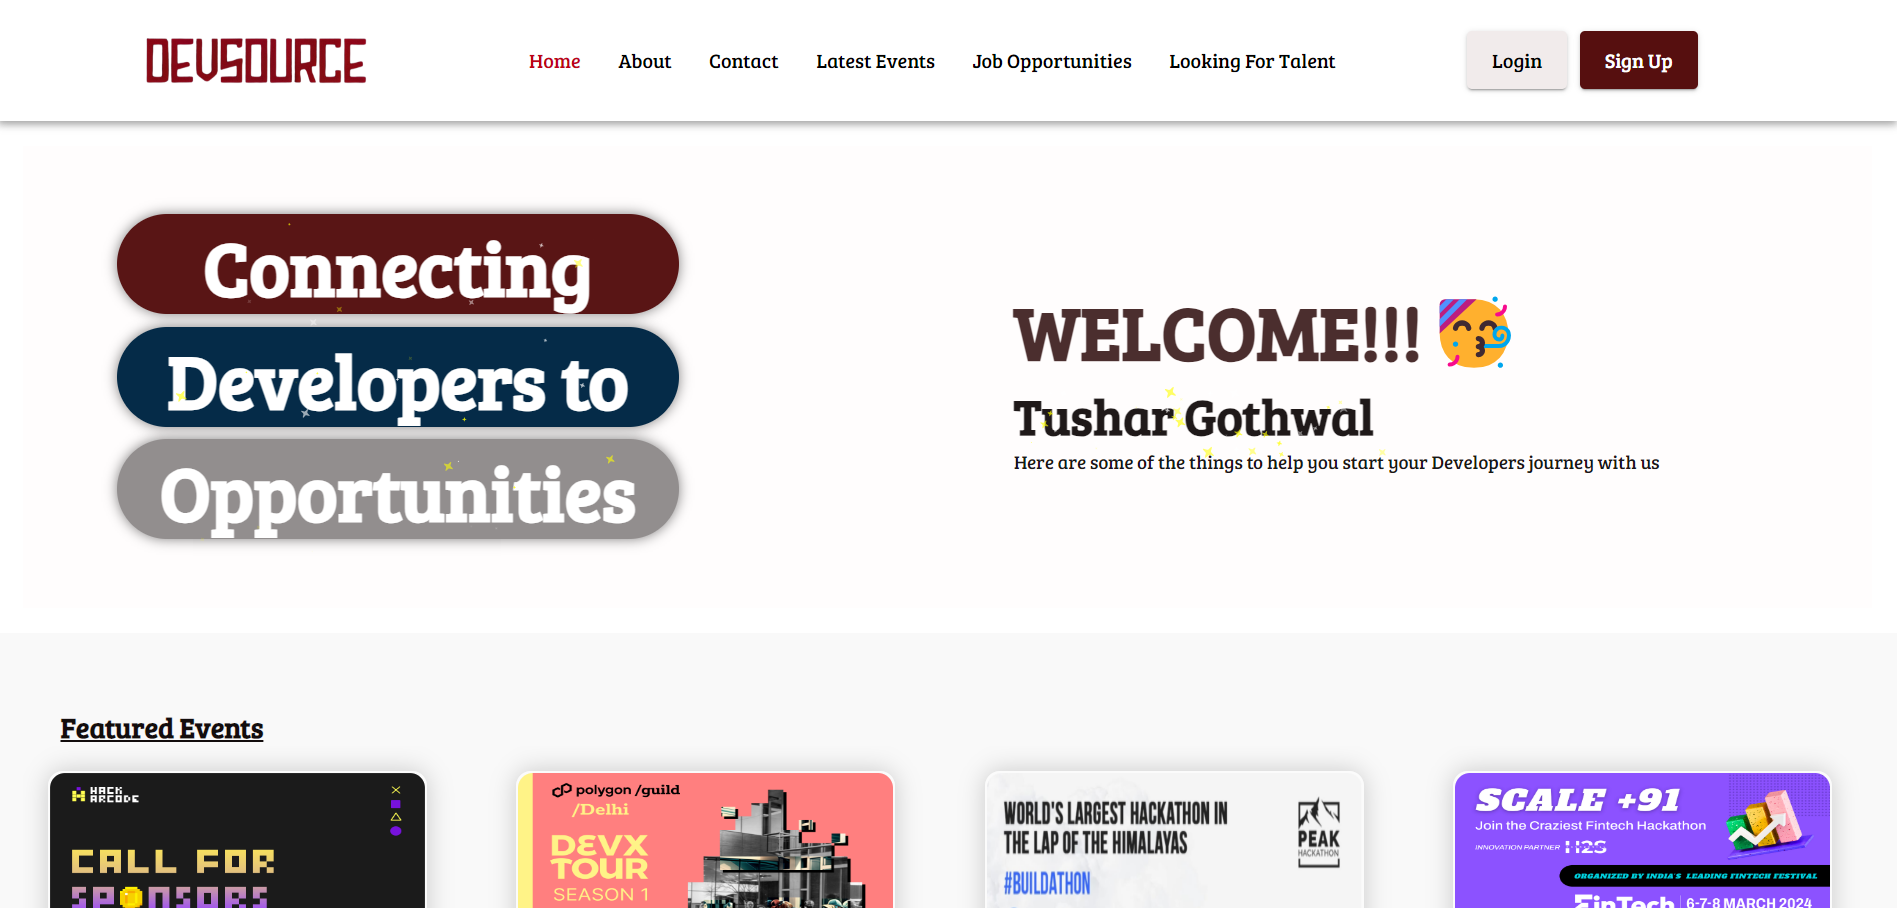 DEVSOURCE
Home About Contact Latest Events Job Opportunities Looking For Talent
Login Sign Up
Connecting
Developers to
Opportunities
WELCOME!!!
Tushar Gothwal
Here are some of the things to help you start your Developers journey with us
Featured Events
HACK
ARCODE
CALL FOR
SPONSORS
polygon /guild
/Delhi
DEVX
TOUR
SEASON 1
WORLD'S LARGEST HACKATHON IN
THE LAP OF THE HIMALAYAS
#BUILDATHON
PEAK
HACKATHON
SCALE +91
Join the Craziest Fintech Hackathon
INNOVATION PARTNER H2S
ORGANIZED BY INDIA'S LEADING FINTECH FESTIVAL
FinTech 6-7-8 MARCH 2024